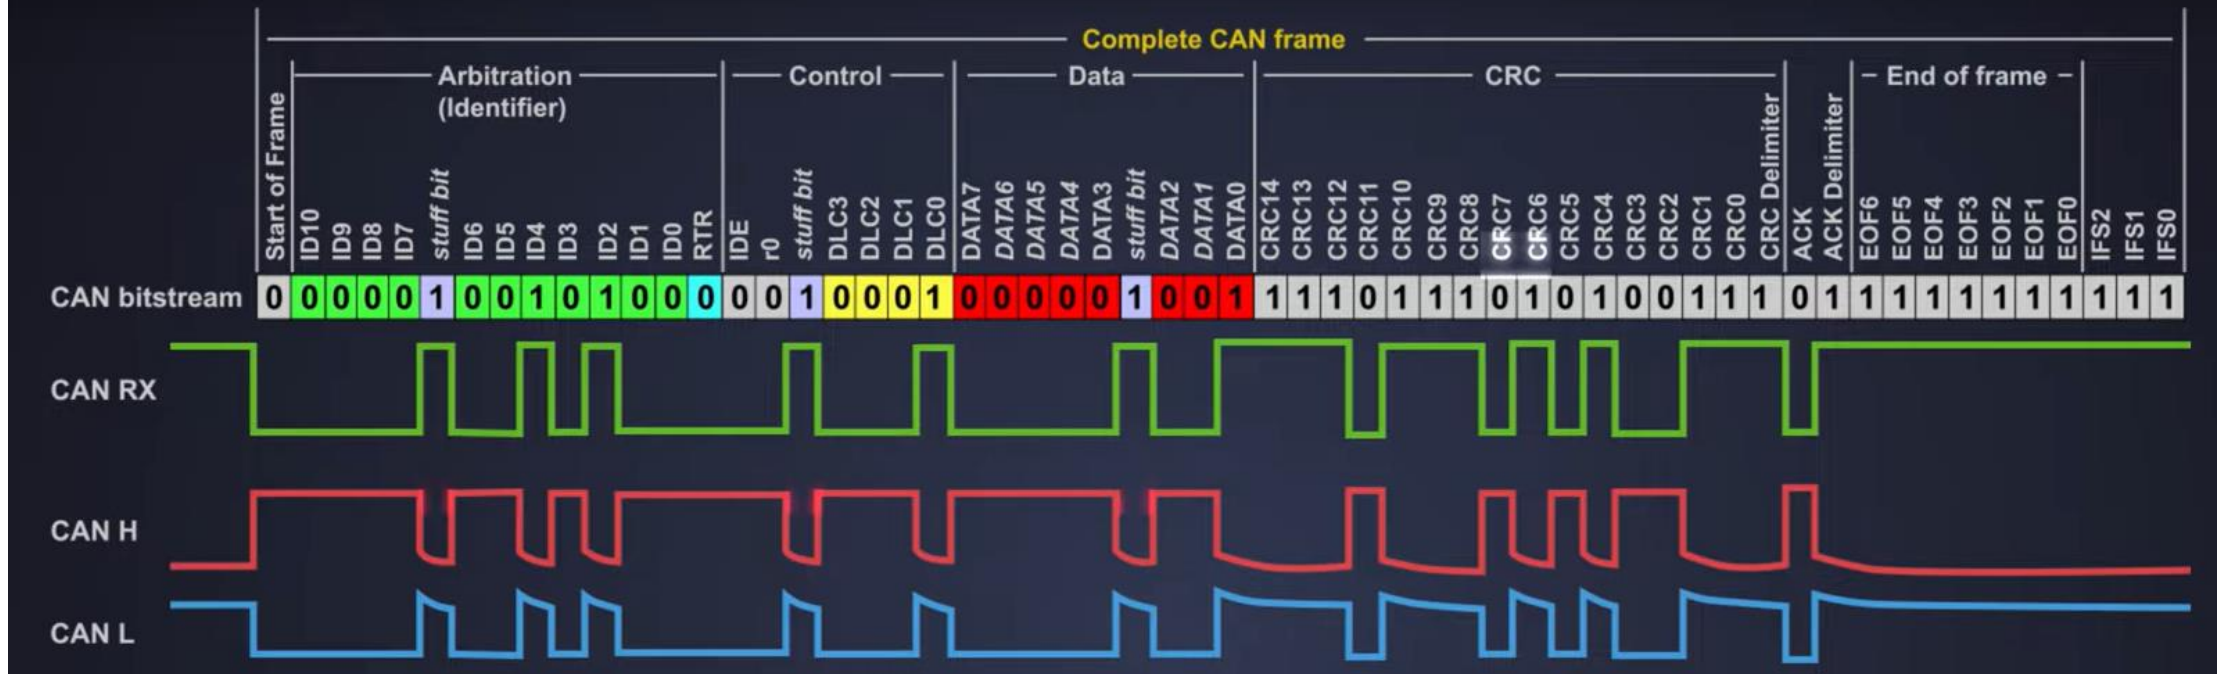 Complete CAN frame
Arbitration
(Identifier)
Control
Data
CRC
End of frame
Start of Frame
ID10
ID9
ID8
ID7
stuff bit
ID6
ID5
ID4
ID3
ID2
ID1
ID0
RTR
IDE
r0
stuff bit
DLC3
DLC2
DLC1
DLC0
DATA7
DATA6
DATA5
DATA4
DATA3
stuff bit
DATA2
DATA1
DATA0
CRC14
CRC13
CRC12
CRC11
CRC10
CRC9
CRC8
CRC7
CRC6
CRC5
CRC4
CRC3
CRC2
CRC1
CRC0
CRC Delimiter
ACK
ACK Delimiter
EOF6
EOF5
EOF4
EOF3
EOF2
EOF1
EOF0
IFS2
IFS1
IFS0
CAN bitstream 0 0 0 0 0 1 0 0 1 0 1 0 0 0 0 0 1 0 0 0 1 0 0 0 0 0 1 0 0 1 1 1 1 0 1 1 1 0 1 0 1 0 0 1 1 1 0 1 1 1 1 1 1 1 1 1 1 1
CAN RX
CAN H
CAN L